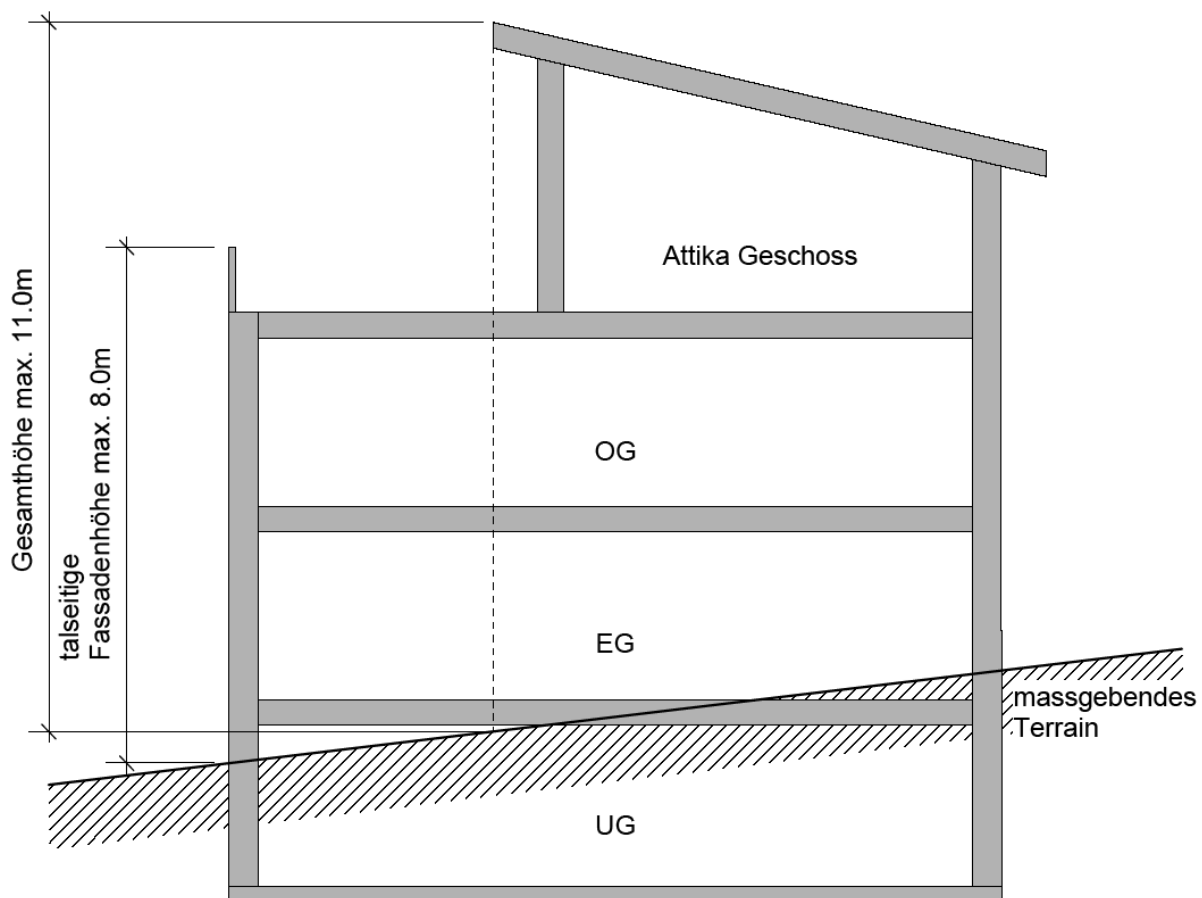 Gesamthöhe max. 11.0m
talseitige
Fassadenhöhe max. 8.0m
Attika Geschoss
OG
EG
massgebendes
Terrain
UG